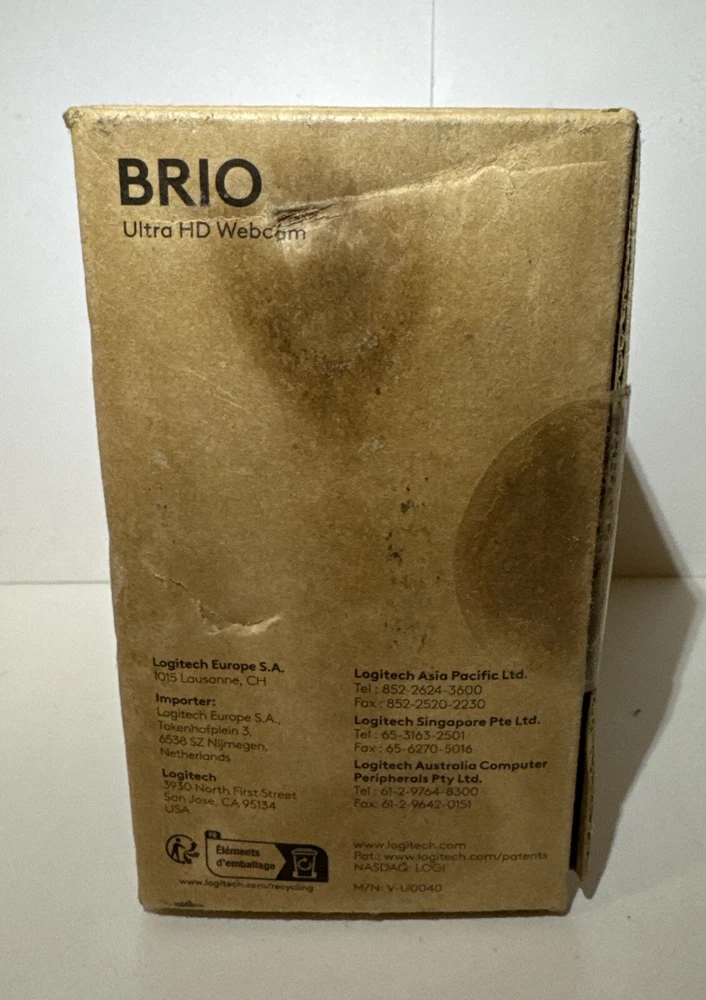 BRIO
Ultra HD Webcam
Logitech Europe S.A.
1015 Lausanne, CH
Importer:
Logitech Europe S.A.,
Takenhofplein 3,
6538 SZ Nijmegen,
Netherlands
Logitech
3930 North First Street
San Jose, CA 95134
USA
Logitech Asia Pacific Ltd.
Tel : 852-2624-3600
Fax : 852-2520-2230
Logitech Singapore Pte Ltd.
Tel : 65-3163-2501
Fax : 65-6270-5016
Logitech Australia Computer
Peripherals Pty Ltd.
Tel : 61-2-9764-8300
Fax: 61-2-9642-0151
FR
Éléments
d'emballage
www.logitech.com/recycling
www.logitech.com
Pat.: www.logitech.com/patents
NASDAQ: LOGI
M/N: V-U0040